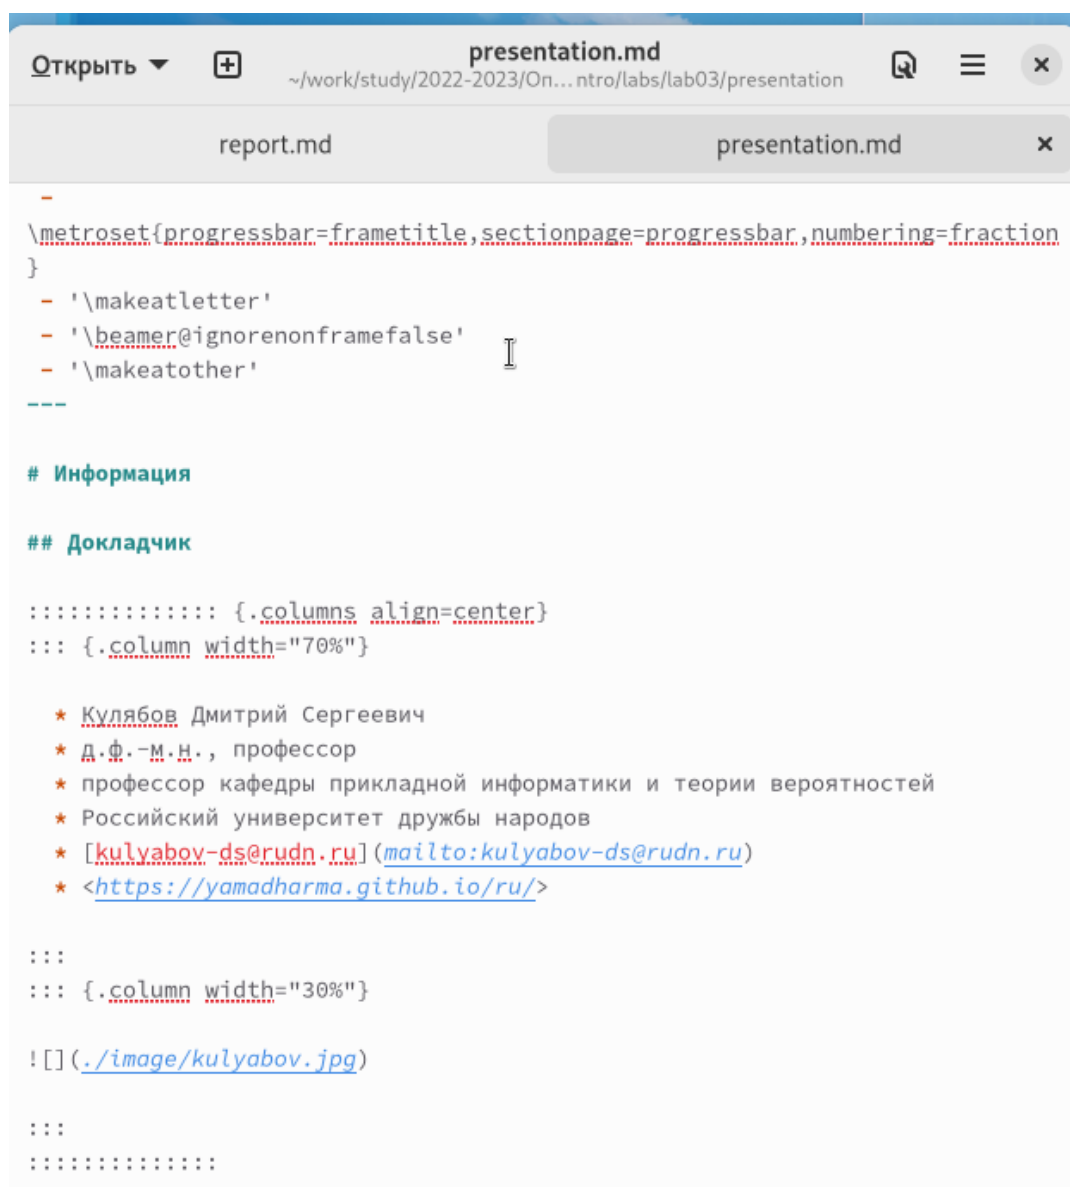 Открыть
presentation.md
~/work/study/2022-2023/Оп...ntro/labs/lab03/presentation
report.md
presentation.md
-
\metroset{progressbar=frametitle,sectionpage=progressbar,numbering=fraction
}
- '\makeatletter'
- '\beamer@ignorenonframefalse'
- '\makeatother'
---
# Информация
## Докладчик
:::::::::::::: {.columns align=center}
::: {.column width="70%"}
* Кулябов Дмитрий Сергеевич
* д.ф.-м.н., профессор
* профессор кафедры прикладной информатики и теории вероятностей
* Российский университет дружбы народов
* [kulyabov-ds@rudn.ru](mailto:kulyabov-ds@rudn.ru)
* <https://yamadharma.github.io/ru/>
:::
::: {.column width="30%"}
![](./image/kulyabov.jpg)
:::
::::::::::::::